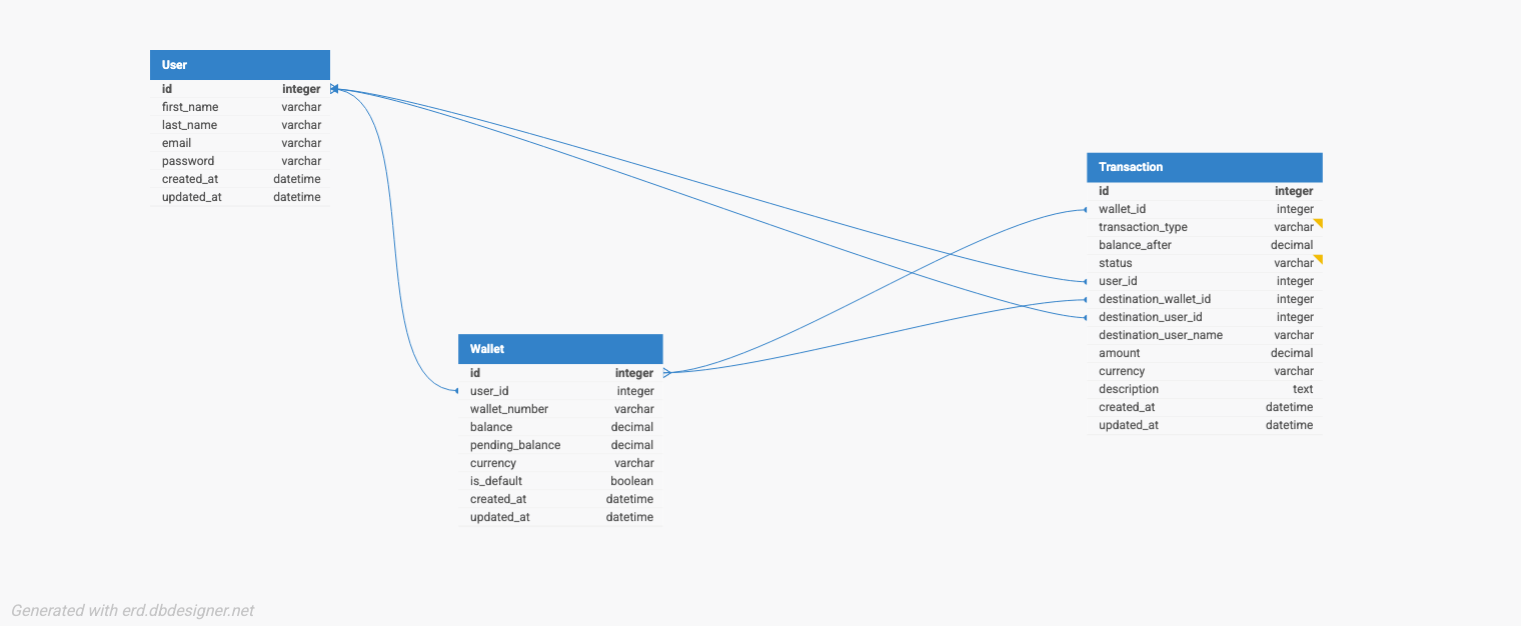 User
id integer
first_name varchar
last_name varchar
email varchar
password varchar
created_at datetime
updated_at datetime
Transaction
id integer
wallet_id integer
transaction_type varchar
balance_after decimal
status varchar
user_id integer
destination_wallet_id integer
destination_user_id integer
destination_user_name varchar
amount decimal
currency varchar
description text
created_at datetime
updated_at datetime
Wallet
id integer
user_id integer
wallet_number varchar
balance decimal
pending_balance decimal
currency varchar
is_default boolean
created_at datetime
updated_at datetime
Generated with erd.dbdesigner.net